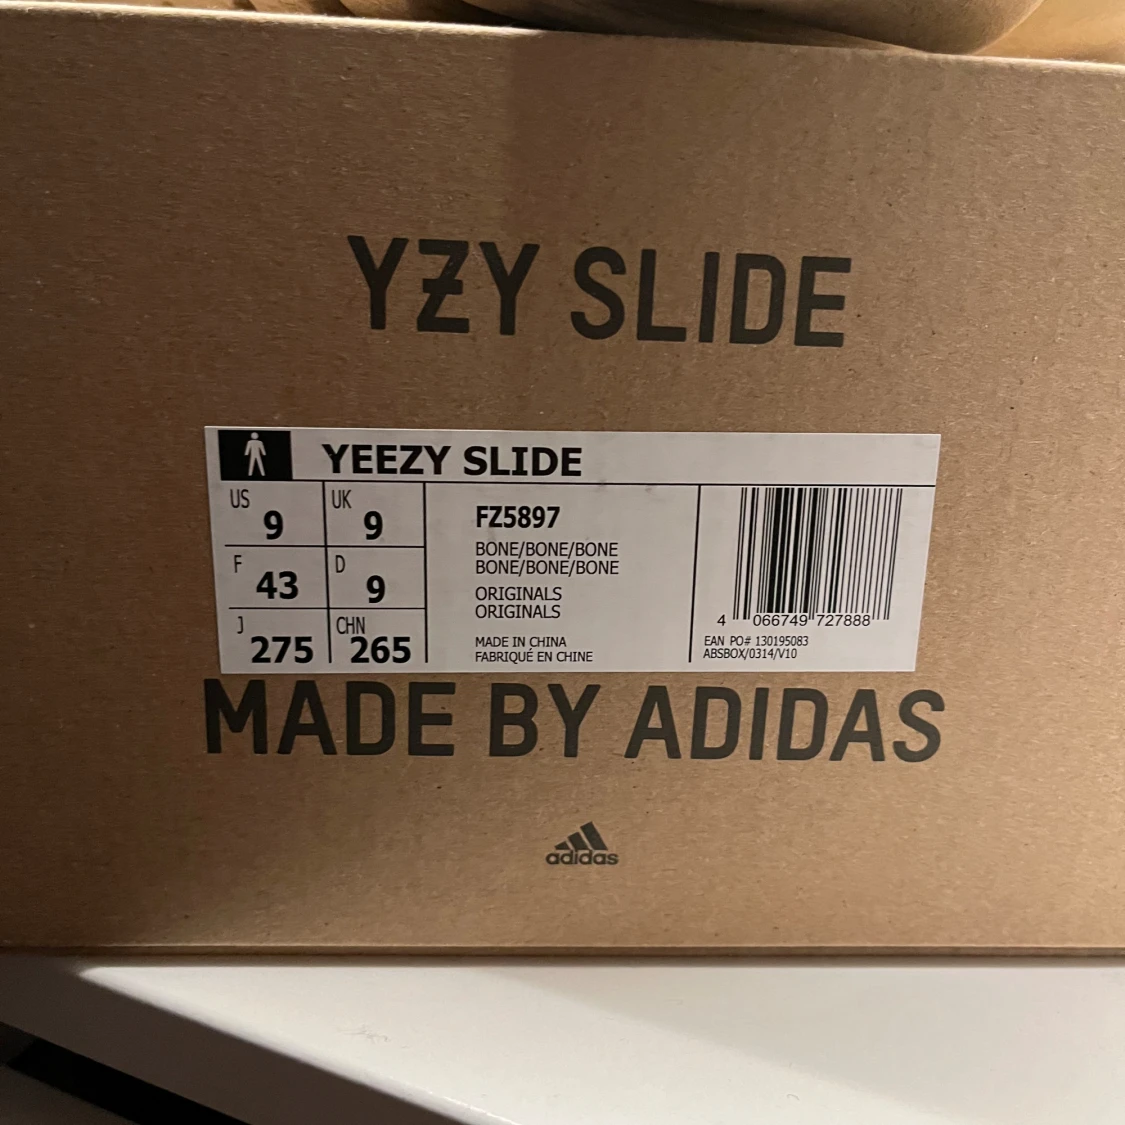 YZY SLIDE
YEEZY SLIDE
US 9 UK 9
F 43 D 9
J 275 CHN 265
FZ5897
BONE/BONE/BONE
BONE/BONE/BONE
ORIGINALS
ORIGINALS
MADE IN CHINA
FABRIQUÉ EN CHINE
4 066749 727888
EAN PO# 130195083
ABSBOX/0314/V10
MADE BY ADIDAS
adidas